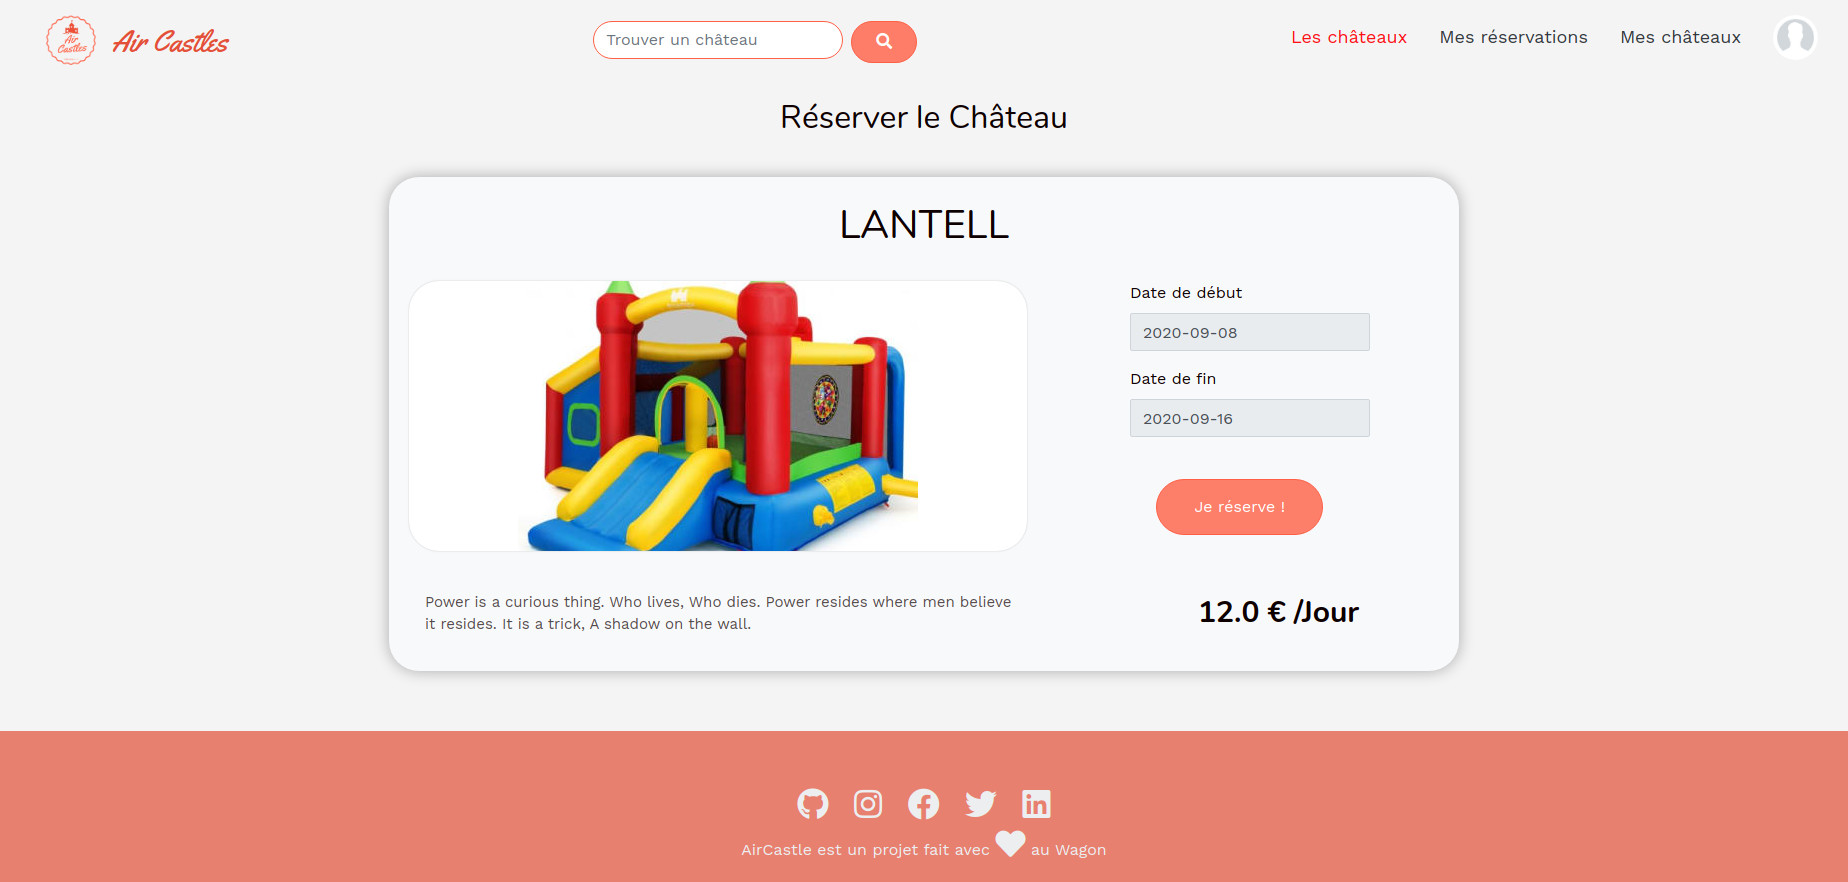 Air Castles
Air Castles
Trouver un château
Les châteaux
Mes réservations
Mes châteaux
Réserver le Château
LANTELL
Date de début
2020-09-08
Date de fin
2020-09-16
Je réserve !
Power is a curious thing. Who lives, Who dies. Power resides where men believe
it resides. It is a trick, A shadow on the wall.
12.0 € /Jour
AirCastle est un projet fait avec au Wagon